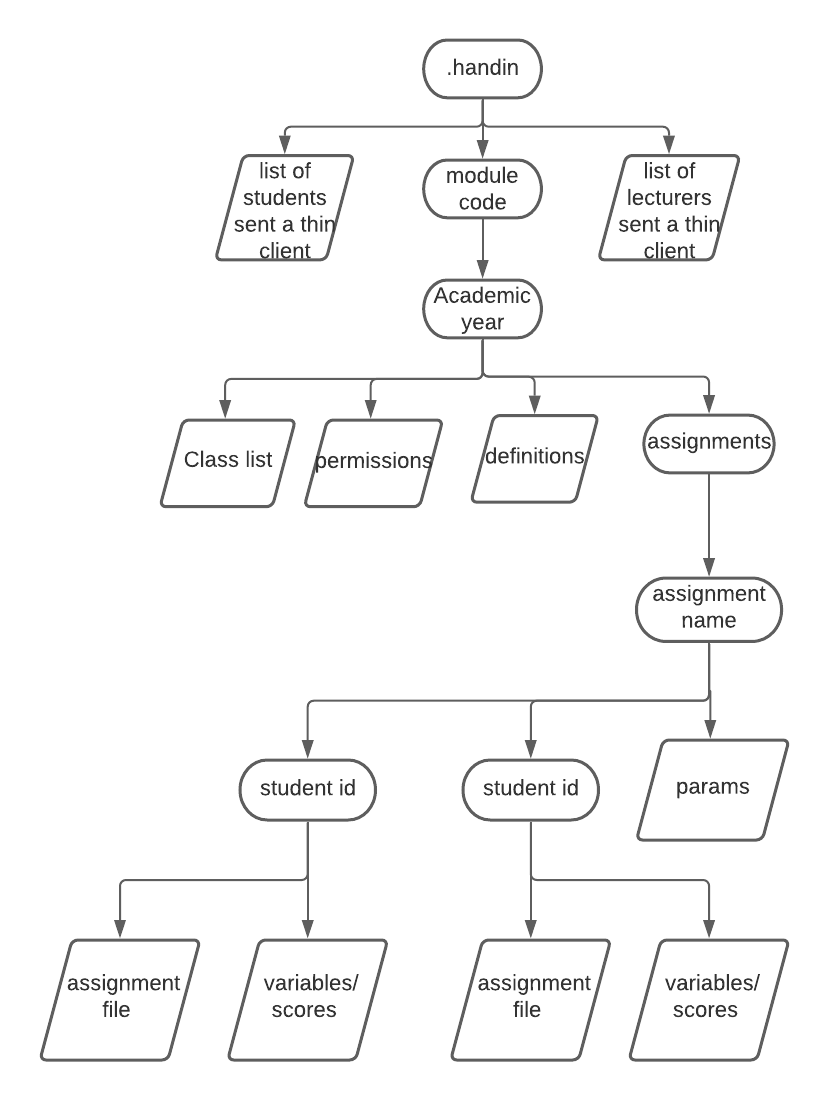 .handin
list of
students
sent a thin
client
module
code
list of
lecturers
sent a thin
client
Academic
year
Class list
permissions
definitions
assignments
assignment
name
student id
student id
params
assignment
file
variables/
scores
assignment
file
variables/
scores